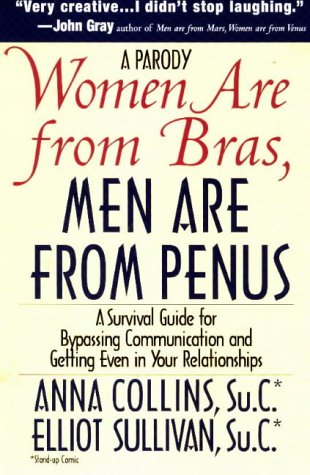 "Very creative...I didn't stop laughing."
—John Gray author of Men are from Mars, Women are from Venus
A PARODY
Women Are
from Bras,
MEN ARE
FROM PENUS
A Survival Guide for
Bypassing Communication and
Getting Even in Your Relationships
ANNA COLLINS, Su.C.*
ELLIOT SULLIVAN, Su.C.*
*Stand-up Comic